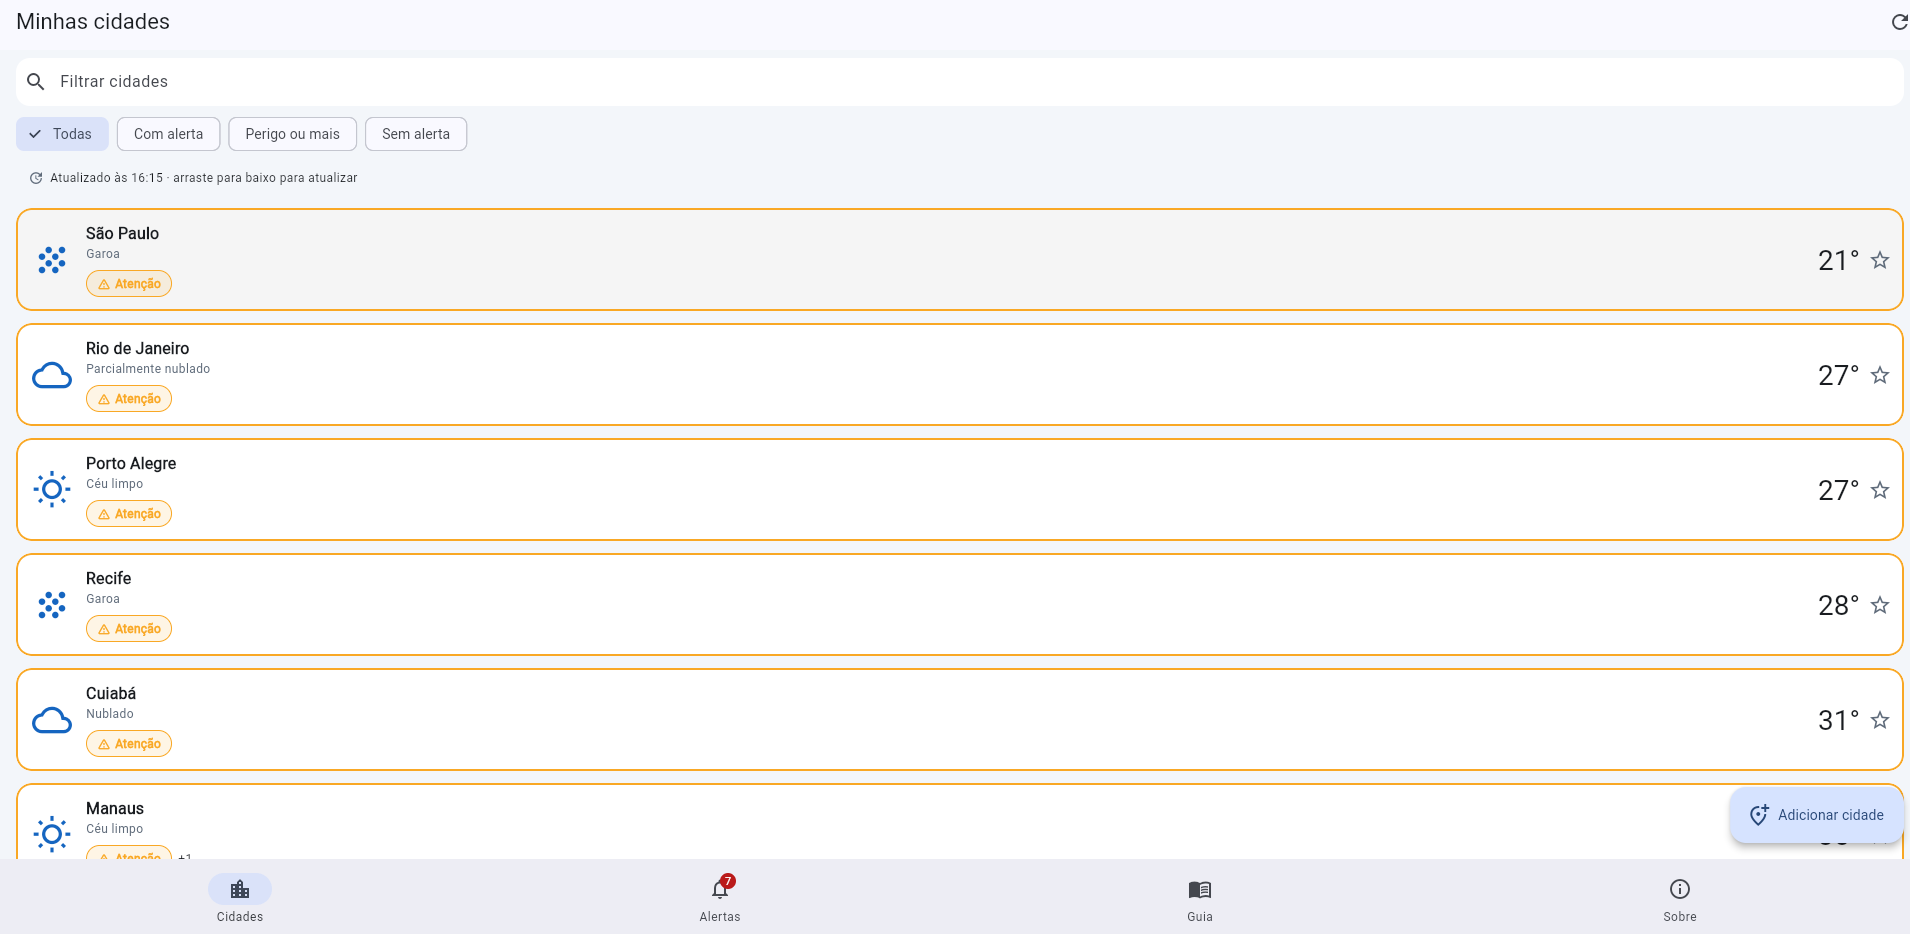 Minhas cidades
Filtrar cidades
Todas
Com alerta
Perigo ou mais
Sem alerta
Atualizado às 16:15 · arraste para baixo para atualizar
São Paulo
Garoa
Atenção
21°
Rio de Janeiro
Parcialmente nublado
Atenção
27°
Porto Alegre
Céu limpo
Atenção
27°
Recife
Garoa
Atenção
28°
Cuiabá
Nublado
Atenção
31°
Manaus
Céu limpo
Atenção +1
Adicionar cidade
7
Cidades
Alertas
Guia
Sobre